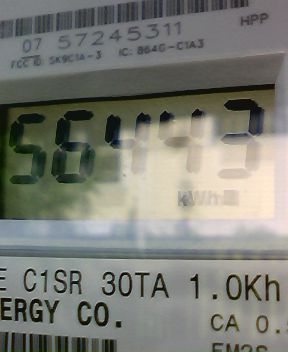 HPP
07 57245311
FCC ID: SK9C1A-3 IC: 864G-C1A3
56443
kWh
E C1SR 30TA 1.0Kh
ERGY CO.
CA 0.